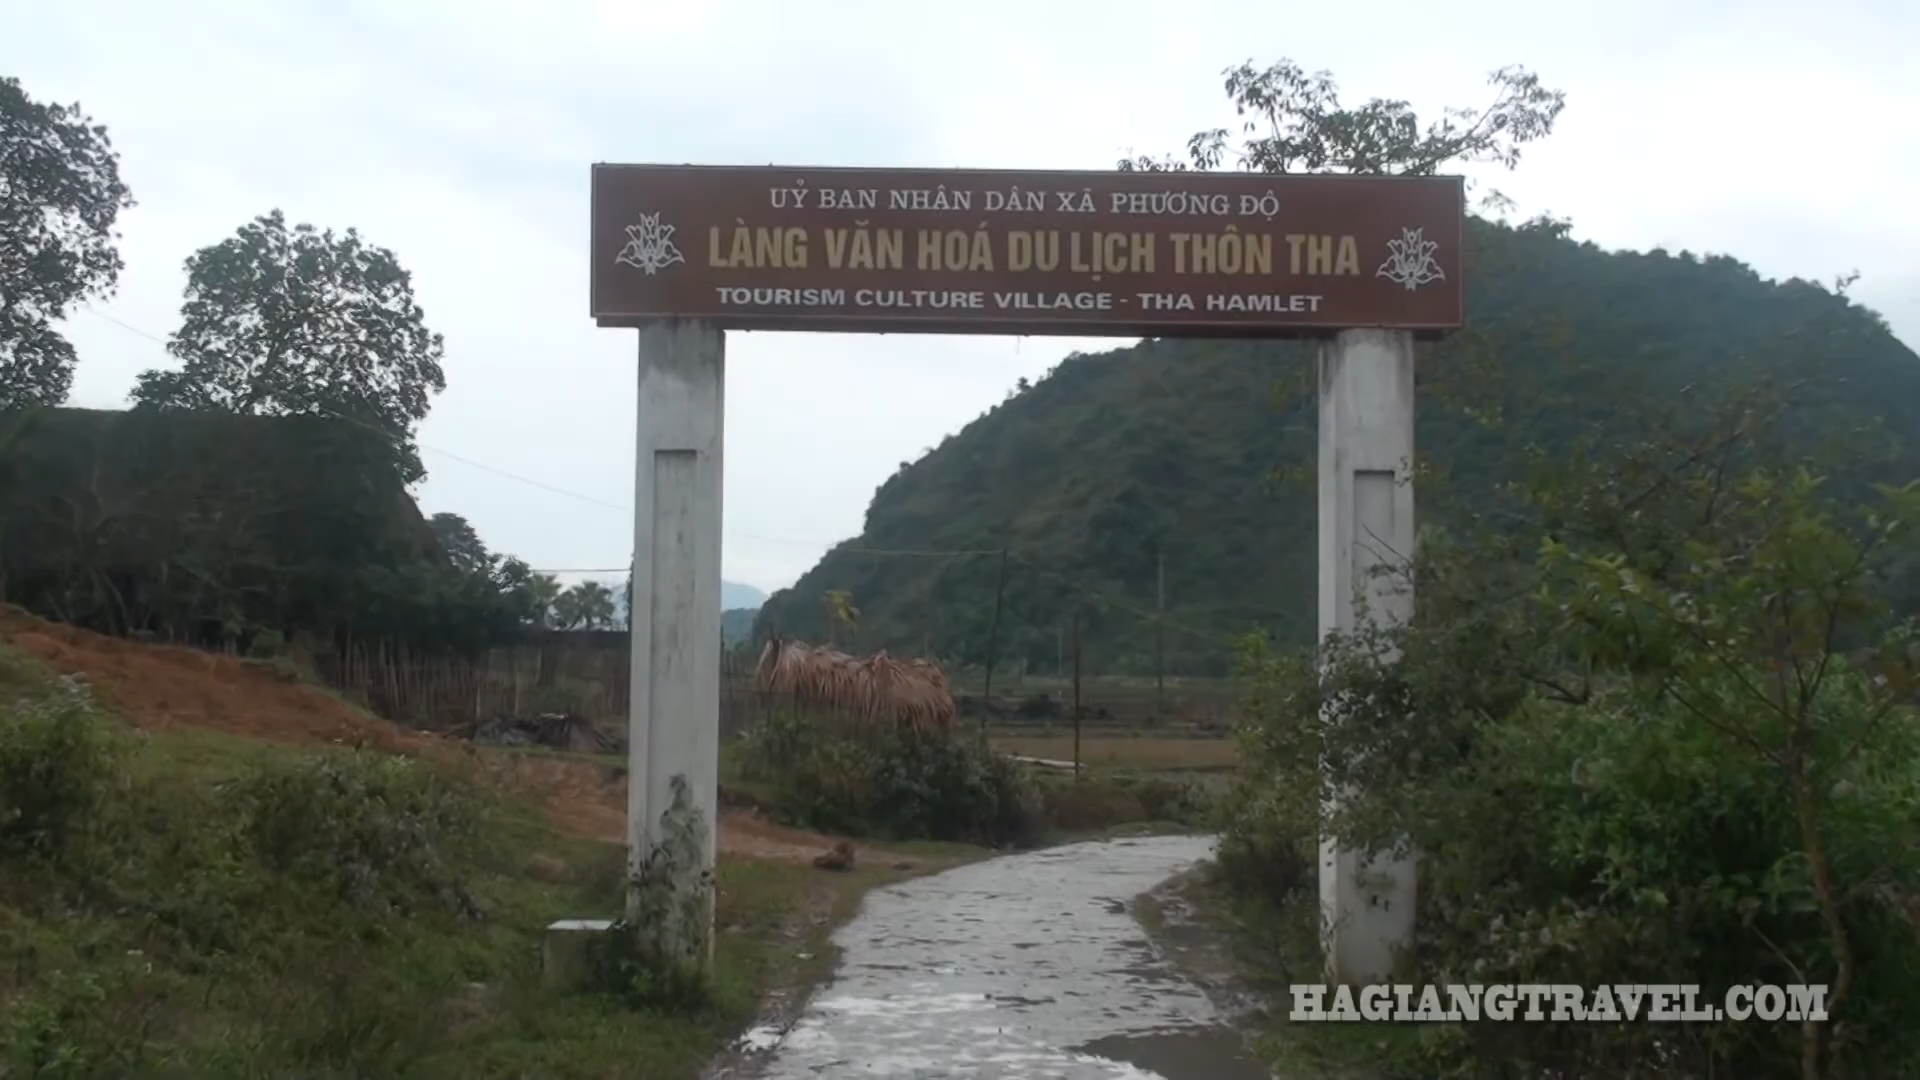 UỶ BAN NHÂN DÂN XÃ PHƯƠNG ĐỘ
LÀNG VĂN HOÁ DU LỊCH THÔN THA
TOURISM CULTURE VILLAGE - THA HAMLET
HAGIANGTRAVEL.COM